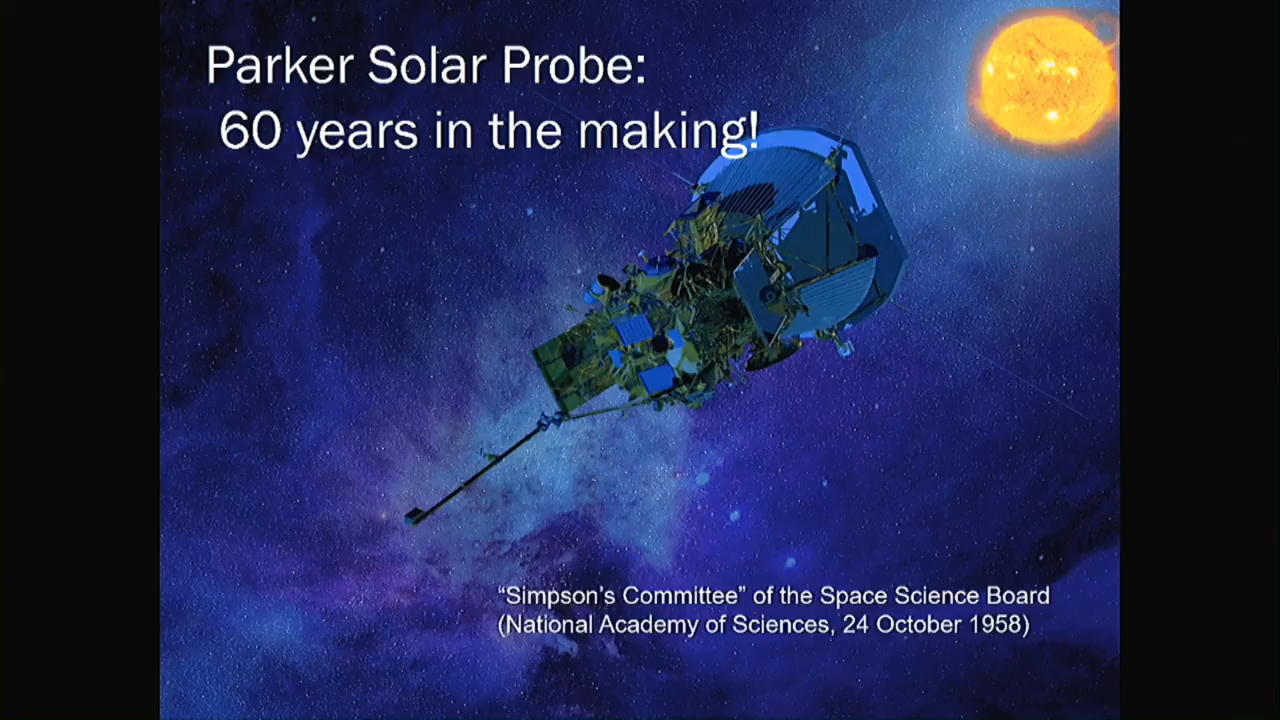 Parker Solar Probe:
60 years in the making!
“Simpson’s Committee” of the Space Science Board
(National Academy of Sciences, 24 October 1958)